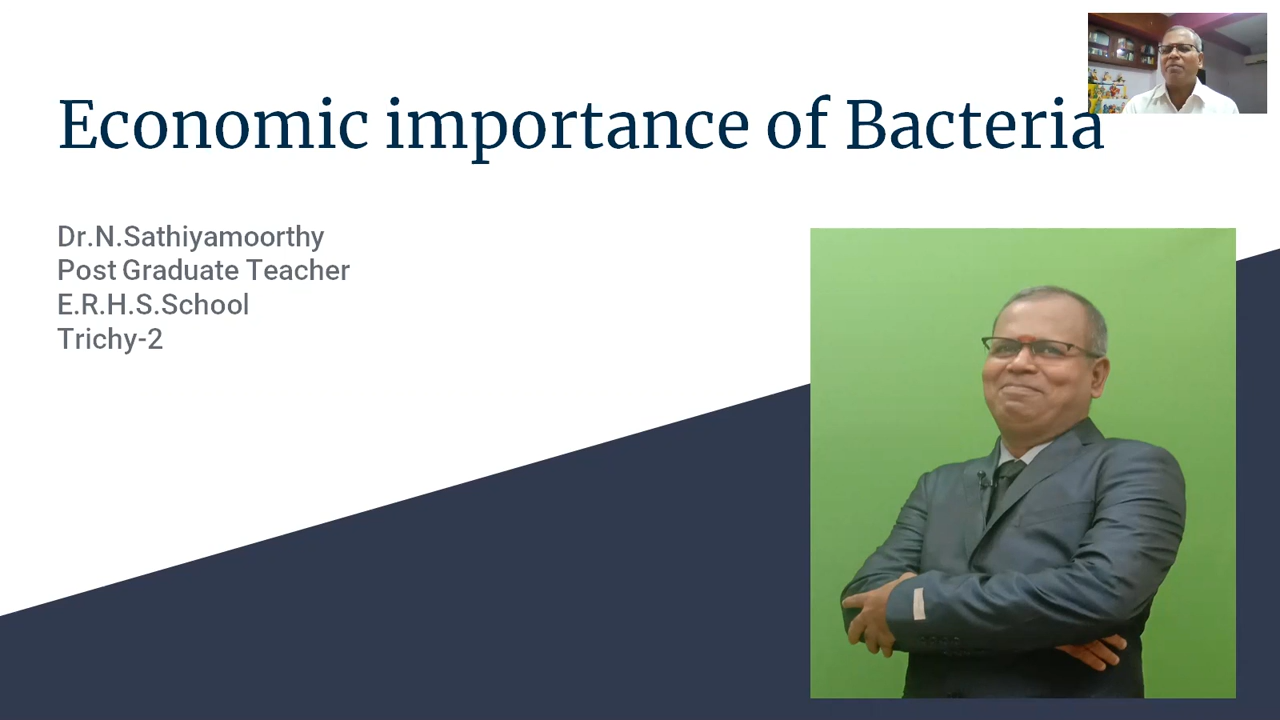 Economic importance of Bacteria
Dr.N.Sathiyamoorthy
Post Graduate Teacher
E.R.H.S.School
Trichy-2